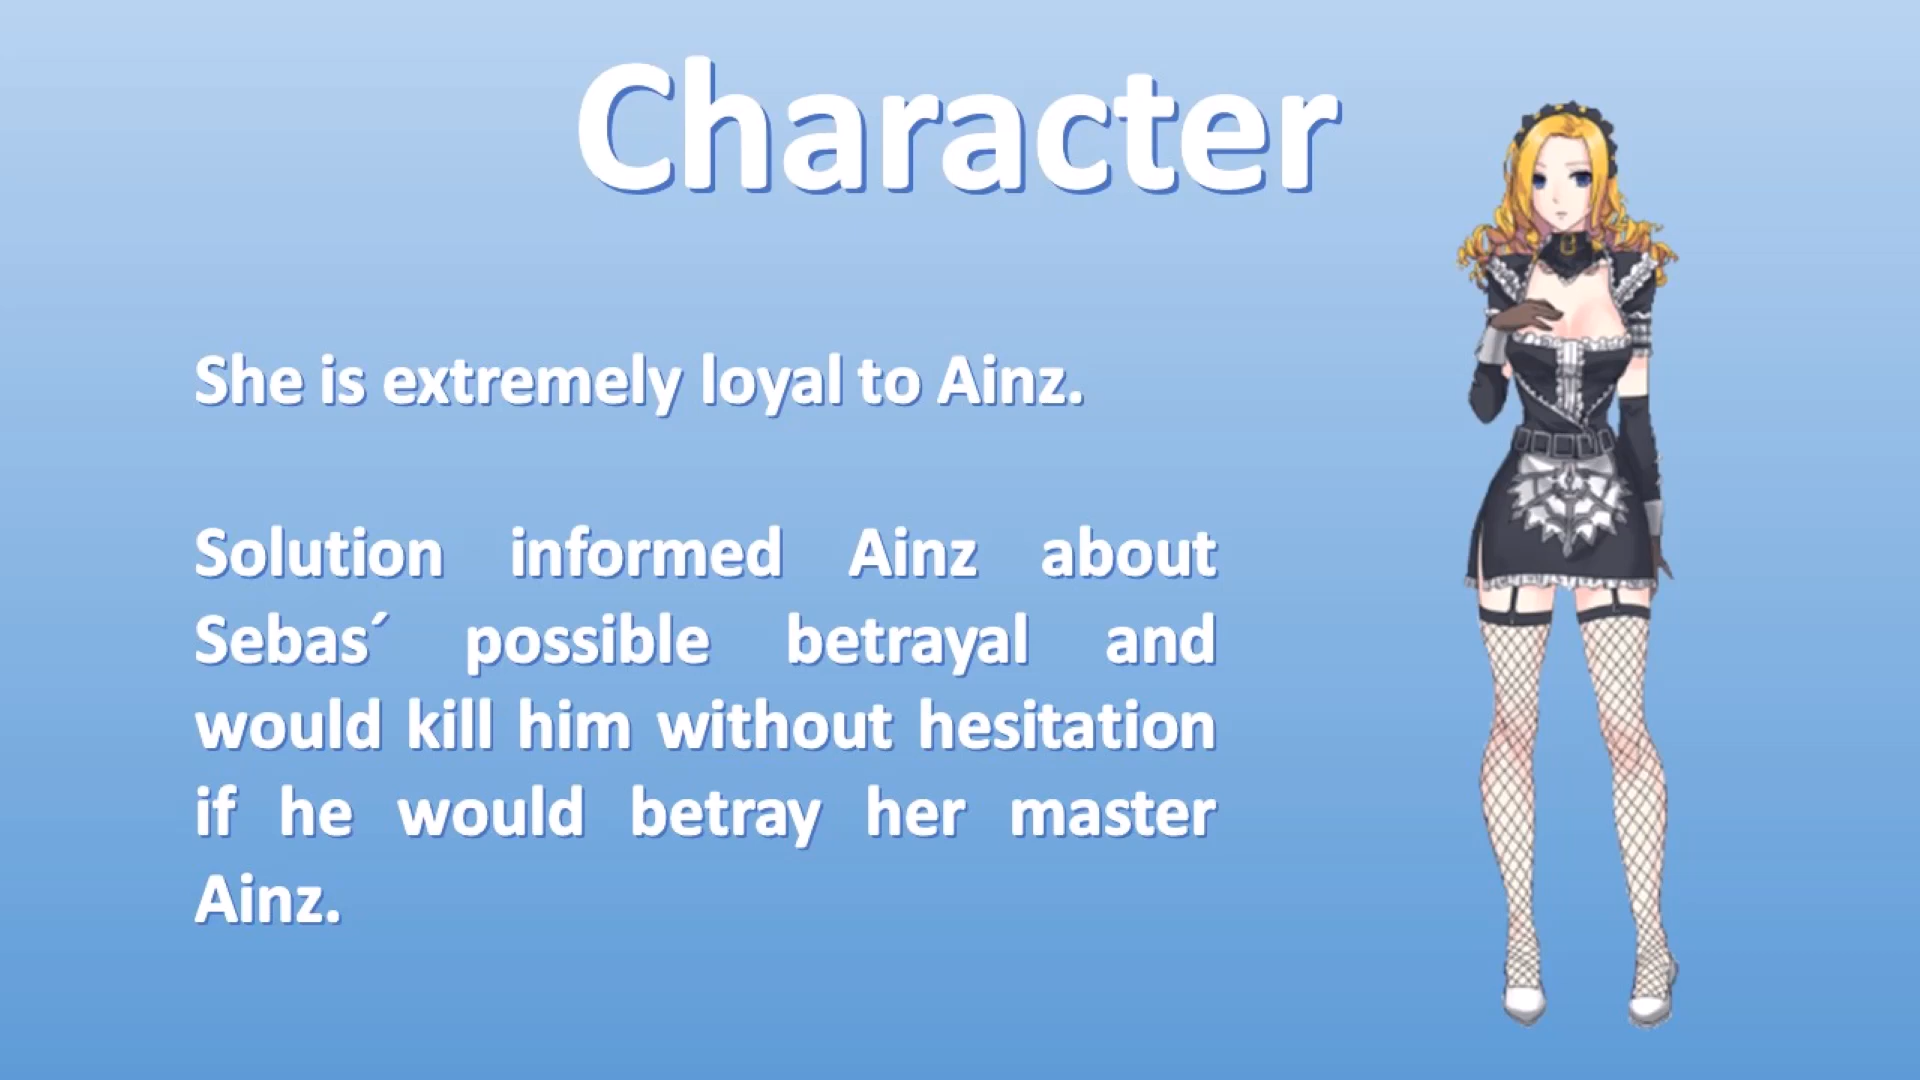 Character
She is extremely loyal to Ainz.
Solution informed Ainz about
Sebas´ possible betrayal and
would kill him without hesitation
if he would betray her master
Ainz.